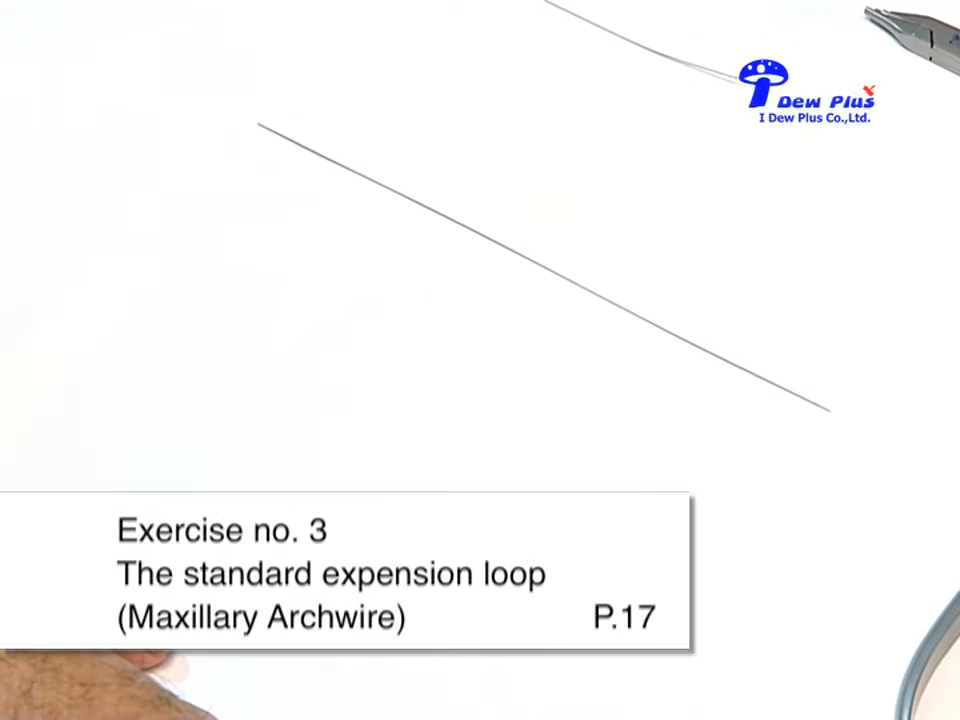 Dew Plus
I Dew Plus Co.,Ltd.
Exercise no. 3
The standard expension loop
(Maxillary Archwire) P.17